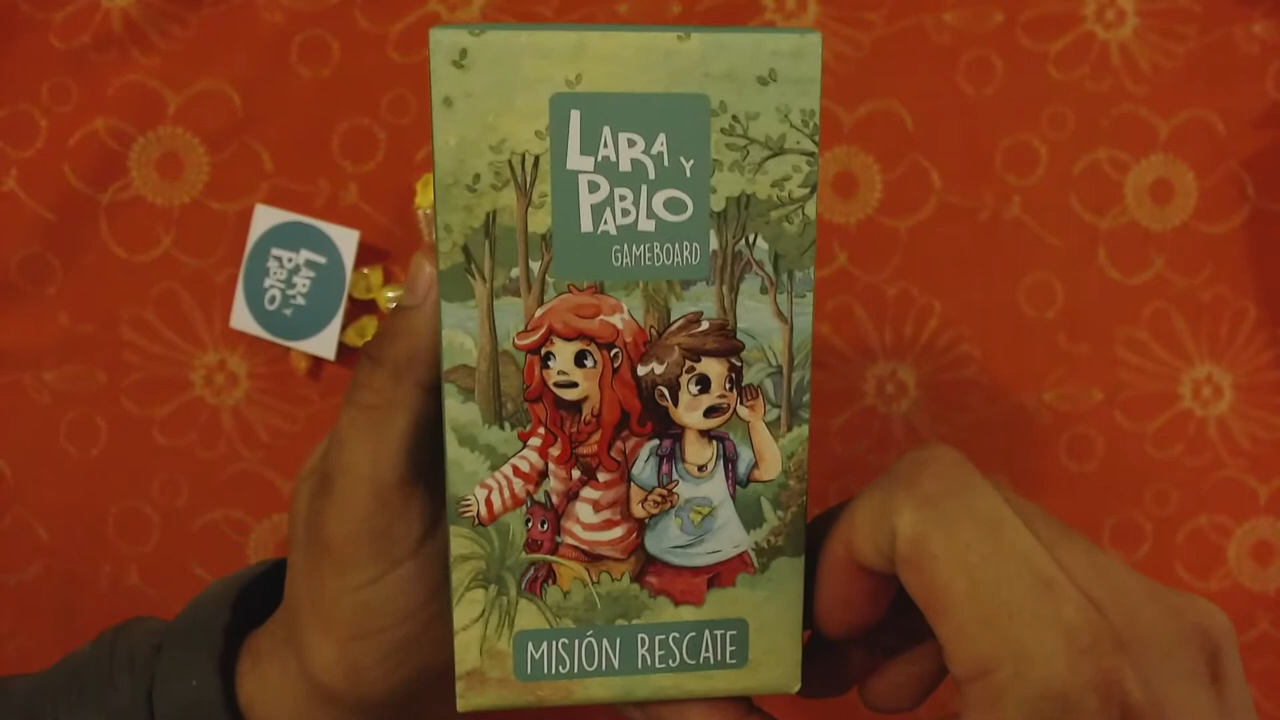 LARA Y
PABLO
GAMEBOARD
MISIÓN RESCATE
LARA Y
PABLO